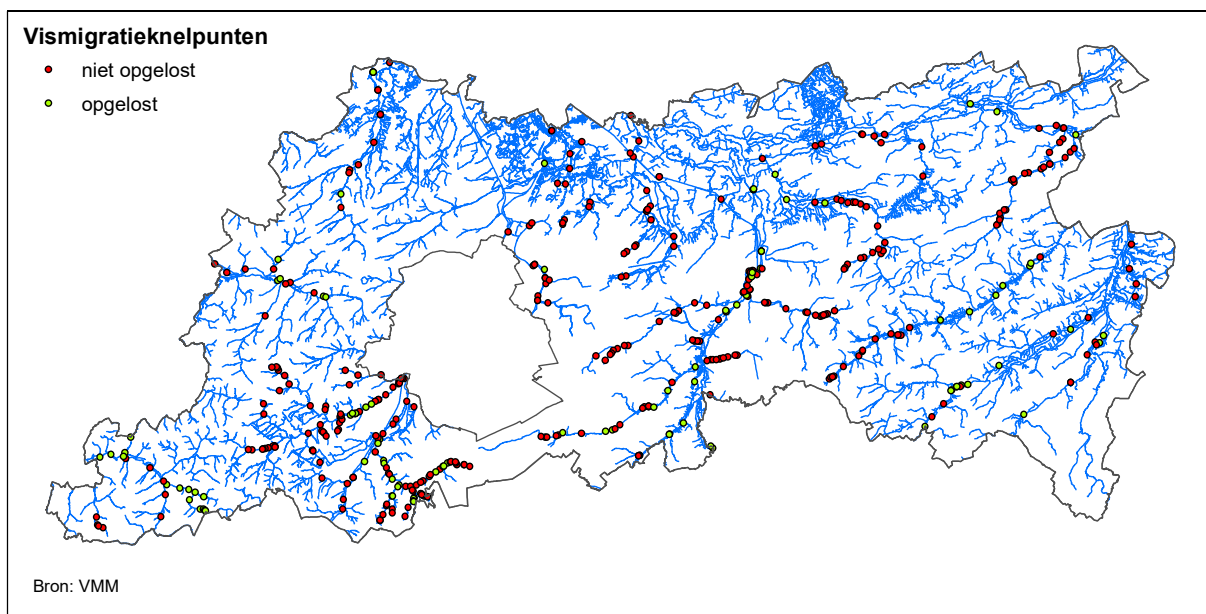 Vismigratieknelpunten
niet opgelost
opgelost
Bron: VMM